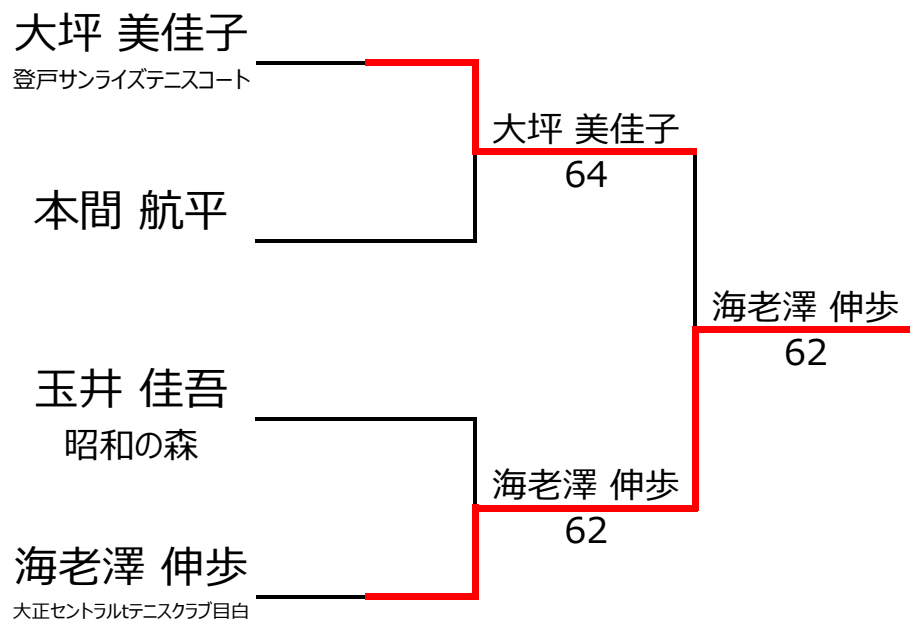 大坪 美佳子
登戸サンライズテニスコート
大坪 美佳子
64
本間 航平
海老澤 伸歩
62
玉井 佳吾
昭和の森
海老澤 伸歩
62
海老澤 伸歩
大正セントラルtテニスクラブ目白